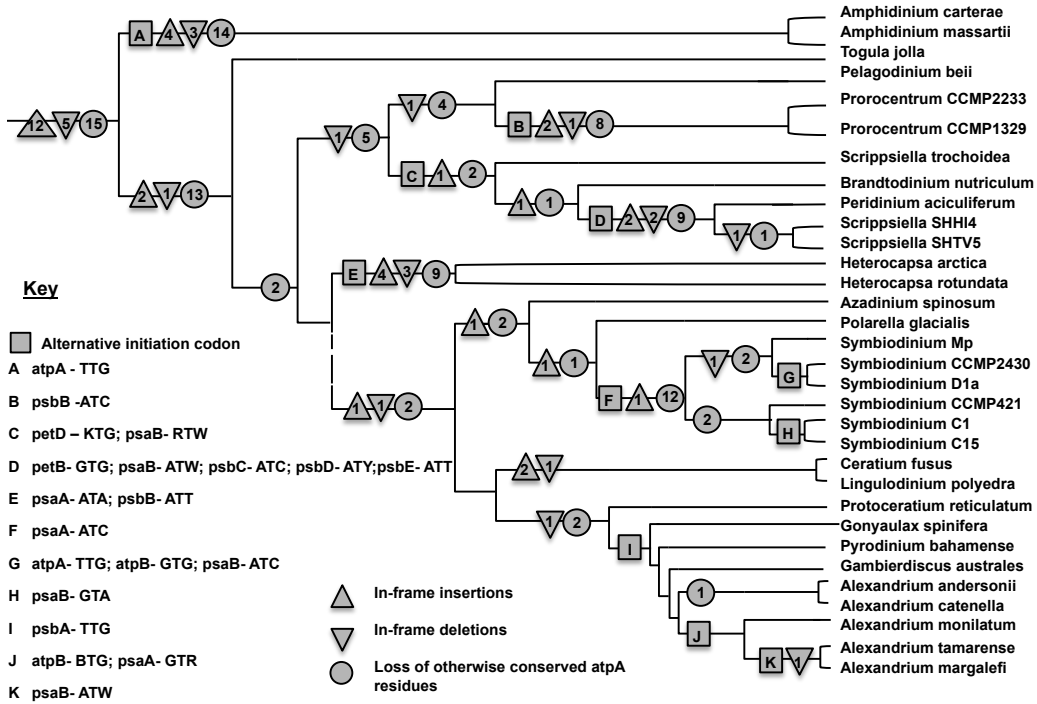 Amphidinium carterae
Amphidinium massartii
Togula jolla
Pelagodinium beii
Prorocentrum CCMP2233
Prorocentrum CCMP1329
Scrippsiella trochoidea
Brandtodinium nutriculum
Peridinium aciculiferum
Scrippsiella SHHI4
Scrippsiella SHTV5
Heterocapsa arctica
Heterocapsa rotundata
Azadinium spinosum
Polarella glacialis
Symbiodinium Mp
Symbiodinium CCMP2430
Symbiodinium D1a
Symbiodinium CCMP421
Symbiodinium C1
Symbiodinium C15
Ceratium fusus
Lingulodinium polyedra
Protoceratium reticulatum
Gonyaulax spinifera
Pyrodinium bahamense
Gambierdiscus australes
Alexandrium andersonii
Alexandrium catenella
Alexandrium monilatum
Alexandrium tamarense
Alexandrium margalefi
12 5 15
A 4 3 14
2 1 13
2
1 5
1 4
B 2 1 8
C 1 2
1 1
D 2 2 9
1 1
E 4 3 9
1 1 2
1 2
1 1
F 1 12
1 2
G
2
H
2 1
1 2
I
1
J
K 1
Key
Alternative initiation codon
A atpA - TTG
B psbB -ATC
C petD – KTG; psaB- RTW
D petB- GTG; psaB- ATW; psbC- ATC; psbD- ATY;psbE- ATT
E psaA- ATA; psbB- ATT
F psaA- ATC
G atpA- TTG; atpB- GTG; psaB- ATC
H psaB- GTA
I psbA- TTG
J atpB- BTG; psaA- GTR
K psaB- ATW
In-frame insertions
In-frame deletions
Loss of otherwise conserved atpA
residues